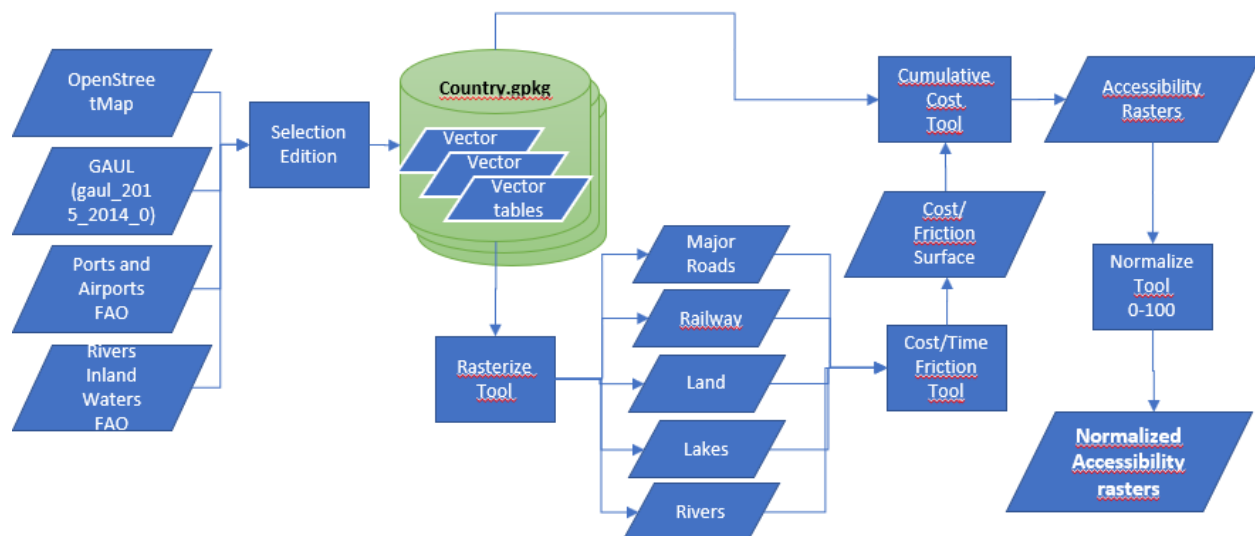 OpenStree
tMap
GAUL
(gaul_201
5_2014_0)
Ports and
Airports
FAO
Rivers
Inland
Waters
FAO
Selection
Edition
Country.gpkg
Vector
Vector
Vector
tables
Rasterize
Tool
Major
Roads
Railway
Land
Lakes
Rivers
Cost/Time
Friction
Tool
Cost/
Friction
Surface
Cumulative
Cost
Tool
Accessibility
Rasters
Normalize
Tool
0-100
Normalized
Accessibility
rasters